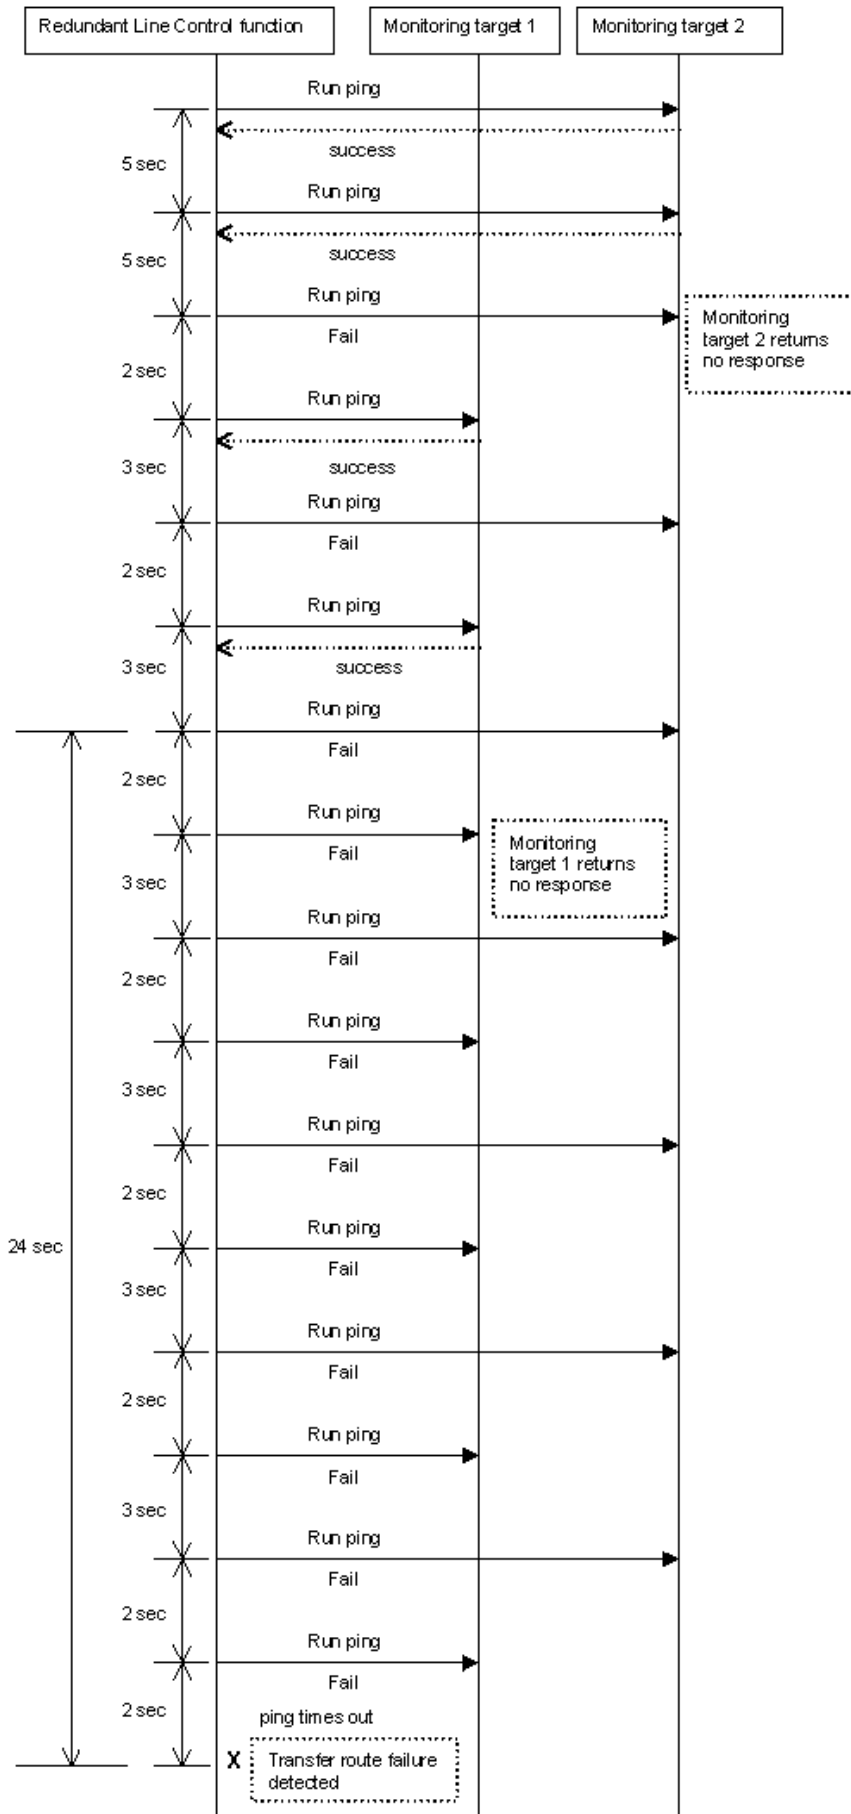 Redundant Line Control function
Monitoring target 1
Monitoring target 2
Run ping
success
5 sec
Run ping
success
5 sec
Run ping
Monitoring
target 2 returns
no response
Fail
2 sec
Run ping
success
3 sec
Run ping
Fail
2 sec
Run ping
success
3 sec
Run ping
Fail
2 sec
Run ping
Monitoring
target 1 returns
no response
Fail
3 sec
Run ping
Fail
2 sec
Run ping
Fail
3 sec
Run ping
Fail
2 sec
Run ping
24 sec
Fail
3 sec
Run ping
Fail
2 sec
Run ping
Fail
3 sec
Run ping
Fail
2 sec
Run ping
Fail
2 sec
ping times out
X
Transfer route failure
detected